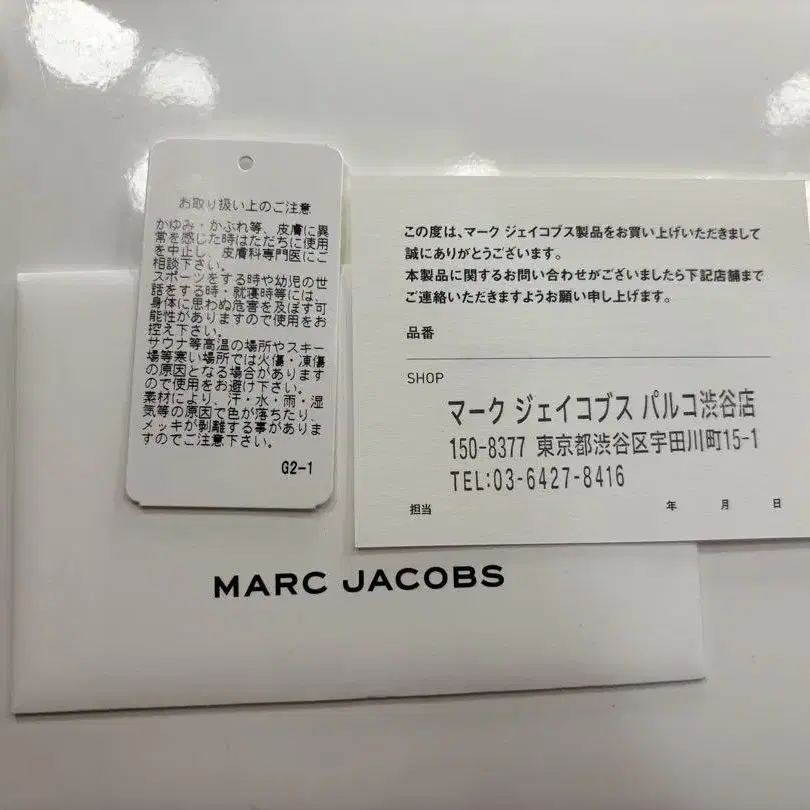 お取り扱い上のご注意
かゆみ・かぶれ等、皮膚に異
常を感じた時はただちに使用
を中止し、皮膚科専門医にご
相談下さい。
スポーツをする時や幼児の世
話をする時・就寝時等には、
身体に思わぬ危害を及ぼす可
能性がありますので使用をお
控え下さい。
サウナ等高温の場所やスキー
場等寒い場所では火傷・凍傷
の原因となる場合があります
ので使用をお避け下さい。
素材により、汗・水・雨・湿
気等の原因で色が落ちたり、
メッキが剥離する事がありま
すのでご注意下さい。
G2-1
この度は、マーク ジェイコブス製品をお買い上げいただきまして
誠にありがとうございます。
本製品に関するお問い合わせがございましたら下記店舗まで
ご連絡いただきますようお願い申し上げます。
品番
SHOP
マーク ジェイコブス パルコ渋谷店
150-8377 東京都渋谷区宇田川町15-1
TEL:03-6427-8416
担当 年 月 日
MARC JACOBS